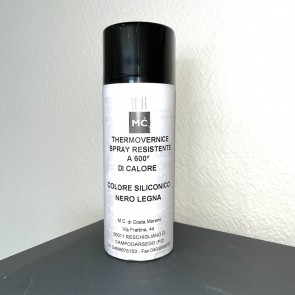 MC
THERMOVERNICE
SPRAY RESISTENTE
A 600°
DI CALORE
COLORE SILICONICO
NERO LEGNA
M.C. di Costa Moreno
Via Frattina, 44
35011 RESCHIGLIANO DI
CAMPODARSEGO (PD)